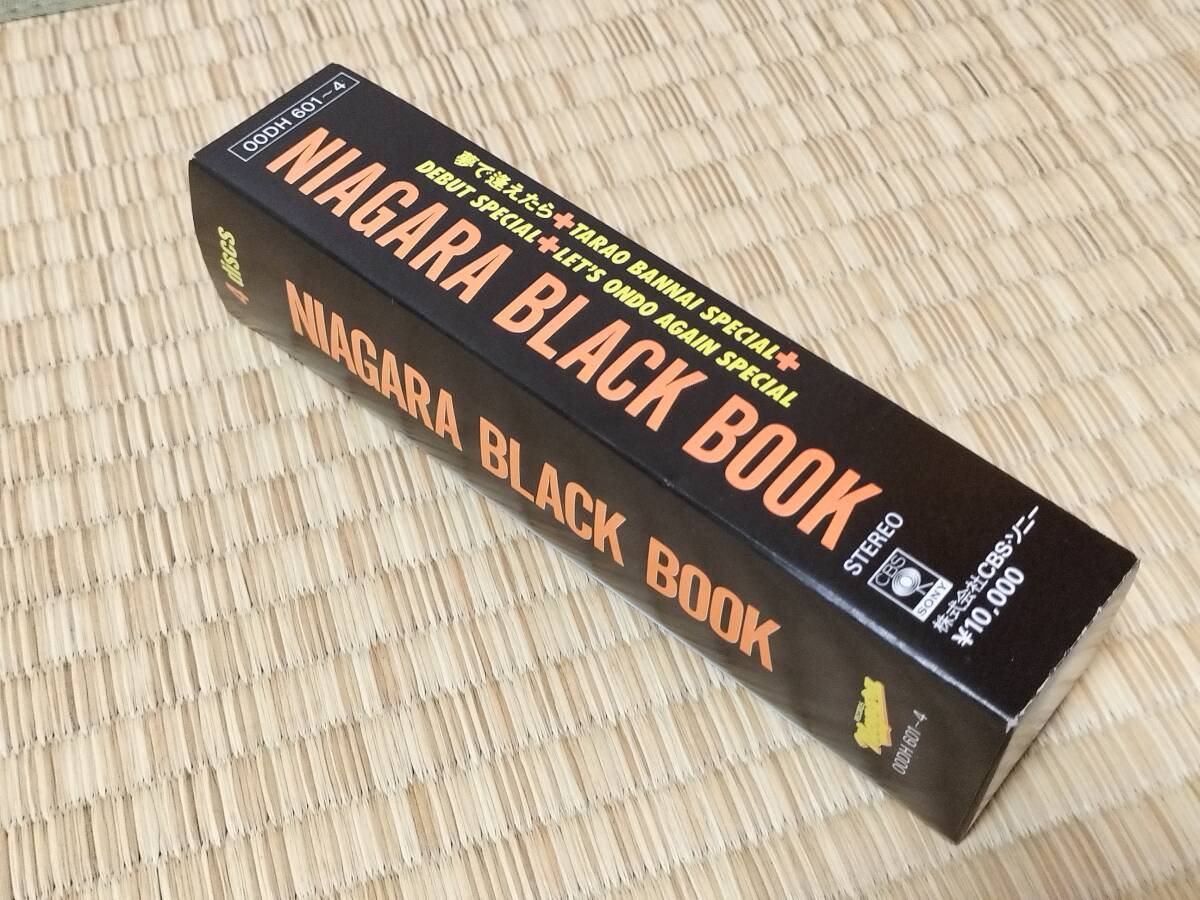 00DH 601~4
夢で逢えたら+TARAO BANNAI SPECIAL+
DEBUT SPECIAL+LET'S ONDO AGAIN SPECIAL
NIAGARA BLACK BOOK
STEREO
CBS
SONY
株式会社CBS・ソニー
¥10,000
4 discs
NIAGARA BLACK BOOK
00DH 601~4